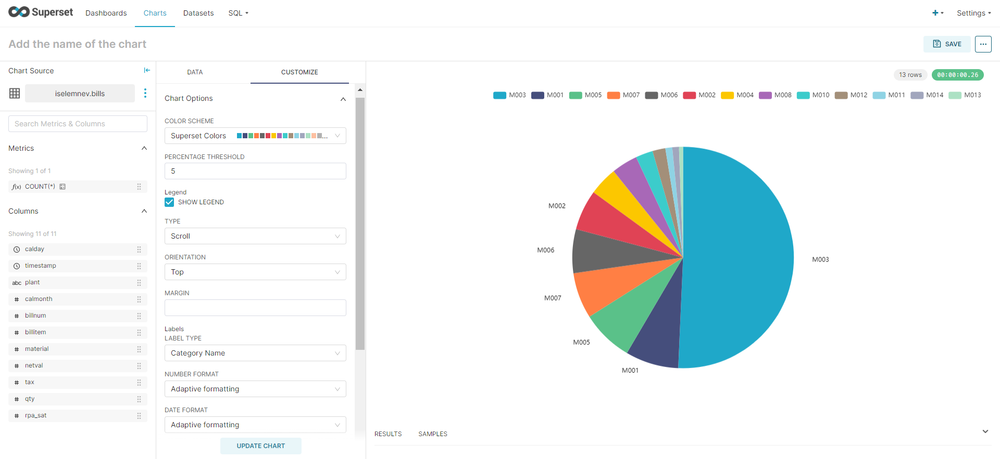 Superset
Dashboards
Charts
Datasets
SQL
+
Settings
Add the name of the chart
SAVE
...
Chart Source
iselemnev.bills
Search Metrics & Columns
Metrics
Showing 1 of 1
ƒ(x) COUNT(*)
Columns
Showing 11 of 11
calday
timestamp
abc plant
# calmonth
# billnum
# billitem
# material
# netval
# tax
# qty
# rpa_sat
DATA
CUSTOMIZE
Chart Options
COLOR SCHEME
Superset Colors ...
PERCENTAGE THRESHOLD
5
Legend
SHOW LEGEND
TYPE
Scroll
ORIENTATION
Top
MARGIN
Labels
LABEL TYPE
Category Name
NUMBER FORMAT
Adaptive formatting
DATE FORMAT
Adaptive formatting
UPDATE CHART
13 rows
00:00:00.26
M003 M001 M005 M007 M006 M002 M004 M008 M010 M012 M011 M014 M013
M002
M006
M003
M007
M005
M001
RESULTS
SAMPLES